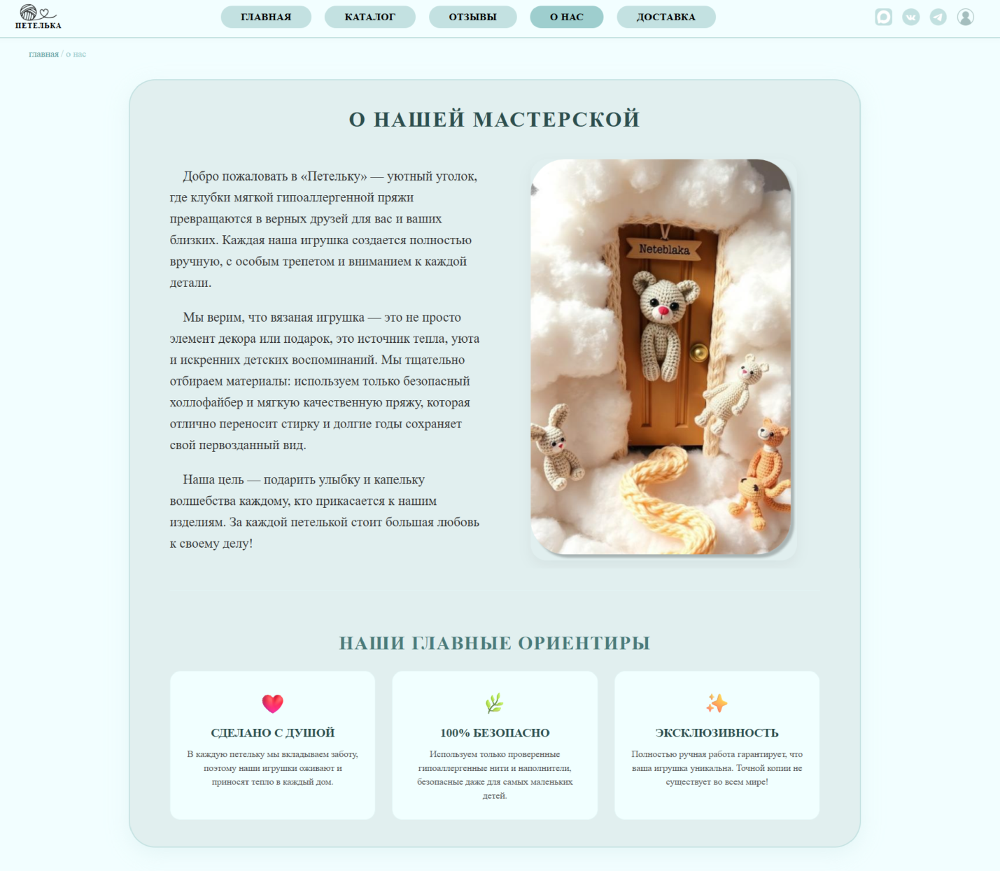 ПЕТЕЛЬКА
ГЛАВНАЯ
КАТАЛОГ
ОТЗЫВЫ
О НАС
ДОСТАВКА
главная / о нас
О НАШЕЙ МАСТЕРСКОЙ
Добро пожаловать в «Петельку» — уютный уголок,
где клубки мягкой гипоаллергенной пряжи
превращаются в верных друзей для вас и ваших
близких. Каждая наша игрушка создается полностью
вручную, с особым трепетом и вниманием к каждой
детали.
Мы верим, что вязаная игрушка — это не просто
элемент декора или подарок, это источник тепла, уюта
и искренних детских воспоминаний. Мы тщательно
отбираем материалы: используем только безопасный
холлофайбер и мягкую качественную пряжу, которая
отлично переносит стирку и долгие годы сохраняет
свой первозданный вид.
Наша цель — подарить улыбку и капельку
волшебства каждому, кто прикасается к нашим
изделиям. За каждой петелькой стоит большая любовь
к своему делу!
Neteblaka
НАШИ ГЛАВНЫЕ ОРИЕНТИРЫ
СДЕЛАНО С ДУШОЙ
В каждую петельку мы вкладываем заботу,
поэтому наши игрушки оживают и
приносят тепло в каждый дом.
100% БЕЗОПАСНО
Используем только проверенные
гипоаллергенные нити и наполнители,
безопасные даже для самых маленьких
детей.
ЭКСКЛЮЗИВНОСТЬ
Полностью ручная работа гарантирует, что
ваша игрушка уникальна. Точной копии не
существует во всем мире!